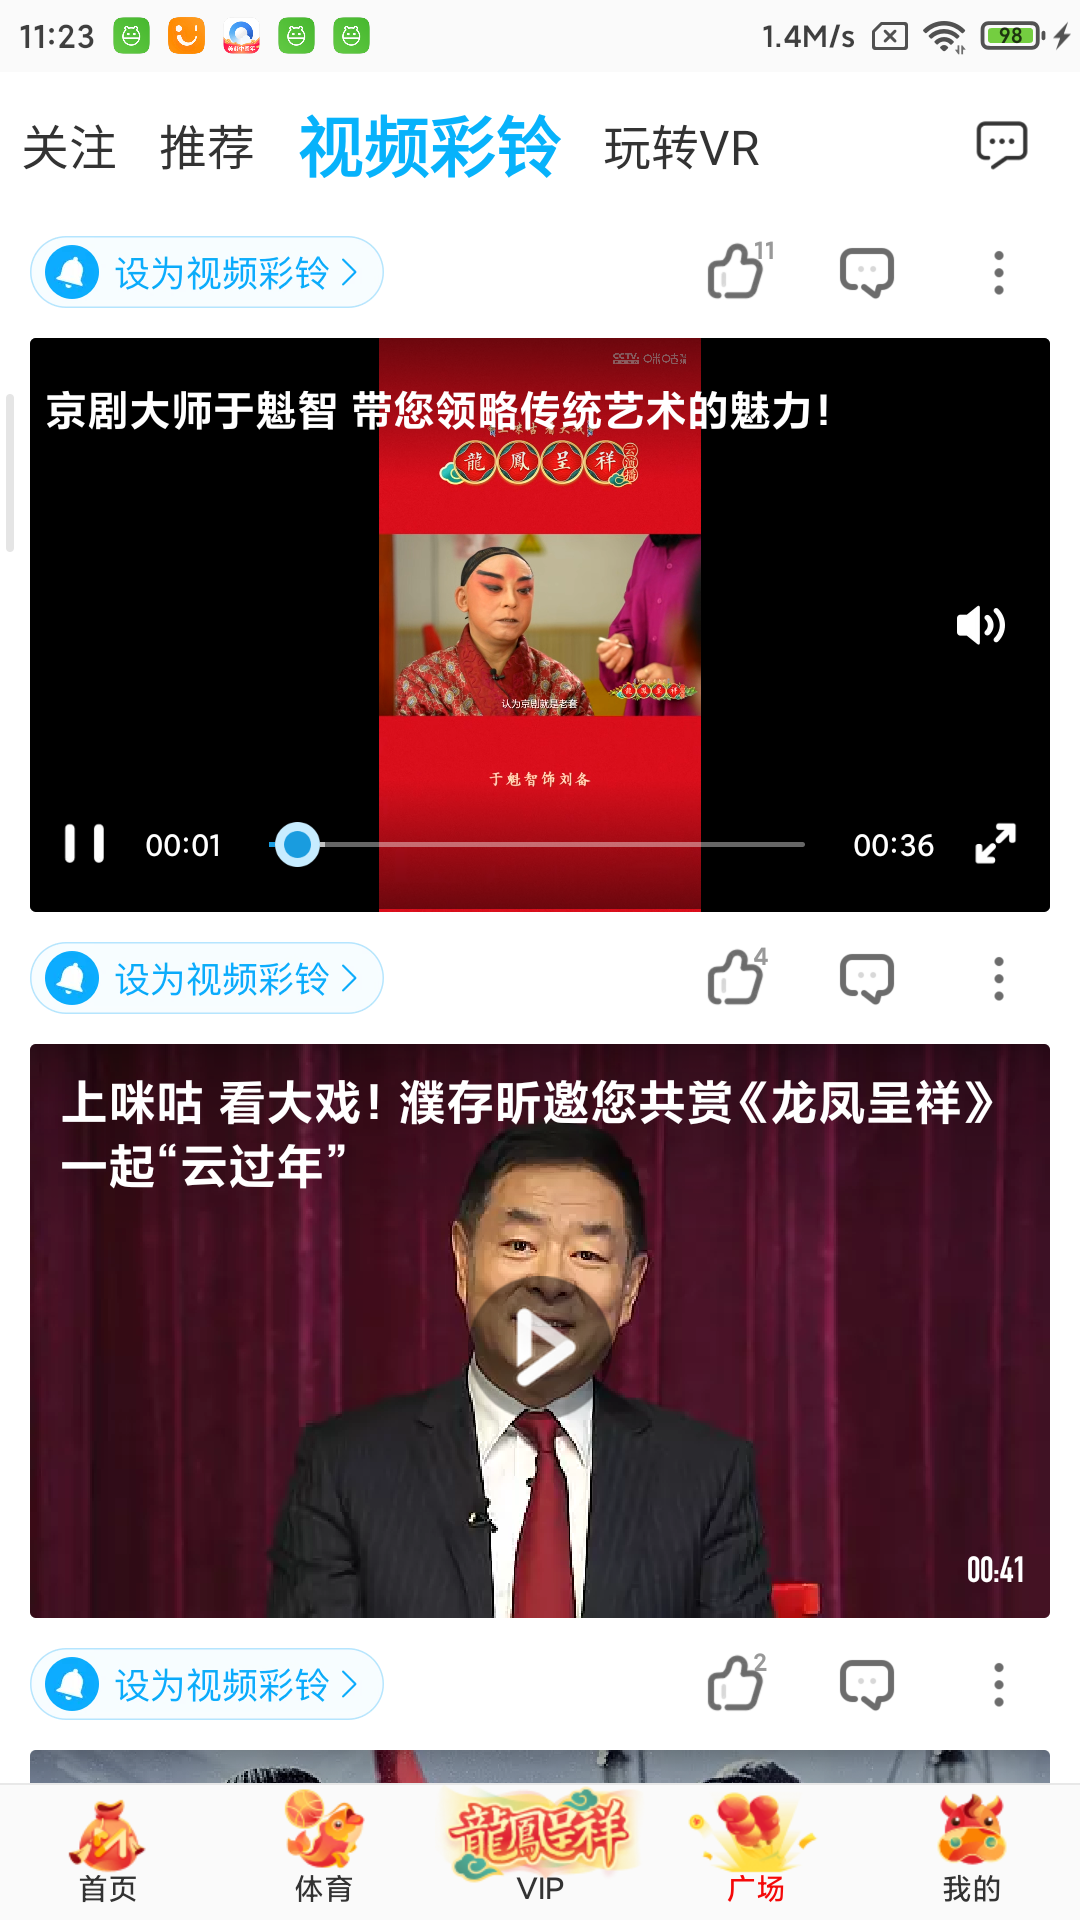 11:23
1.4M/s
98
关注 推荐 视频彩铃 玩转VR
设为视频彩铃
11
CCTV 咪咕
京剧大师于魁智 带您领略传统艺术的魅力！
龍鳳呈祥
认为京剧就是老套
于魁智饰刘备
00:01
00:36
设为视频彩铃
4
上咪咕 看大戏！濮存昕邀您共赏《龙凤呈祥》
一起“云过年”
00:41
设为视频彩铃
2
龍鳳呈祥
首页 体育 VIP 广场 我的